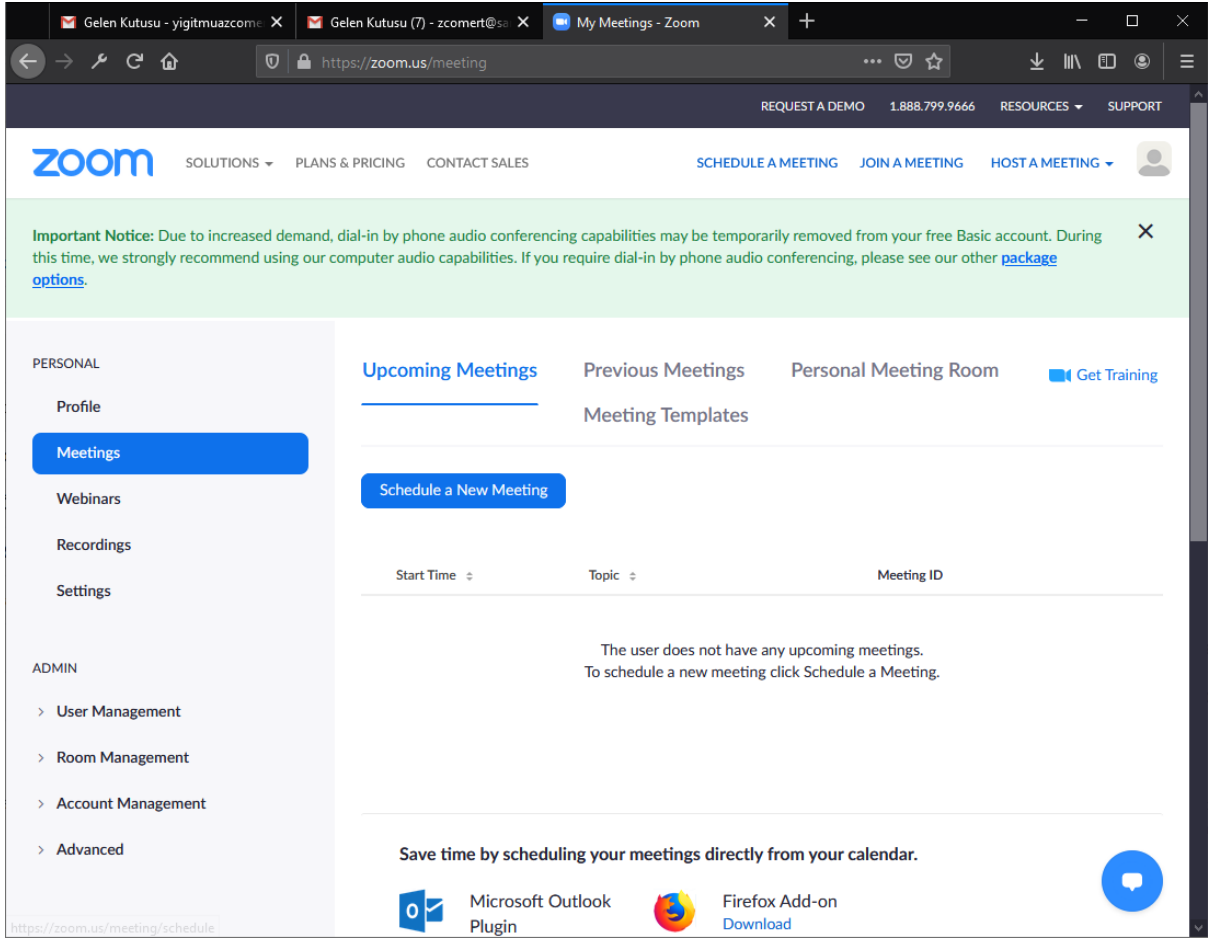 Gelen Kutusu - yigitmuazcome
Gelen Kutusu (7) - zcomert@sa
My Meetings - Zoom
https://zoom.us/meeting
REQUEST A DEMO 1.888.799.9666 RESOURCES SUPPORT
zoom SOLUTIONS PLANS & PRICING CONTACT SALES SCHEDULE A MEETING JOIN A MEETING HOST A MEETING
Important Notice: Due to increased demand, dial-in by phone audio conferencing capabilities may be temporarily removed from your free Basic account. During
this time, we strongly recommend using our computer audio capabilities. If you require dial-in by phone audio conferencing, please see our other package
options.
PERSONAL
Profile
Meetings
Webinars
Recordings
Settings
ADMIN
User Management
Room Management
Account Management
Advanced
Upcoming Meetings Previous Meetings Personal Meeting Room Get Training
Meeting Templates
Schedule a New Meeting
Start Time Topic Meeting ID
The user does not have any upcoming meetings.
To schedule a new meeting click Schedule a Meeting.
Save time by scheduling your meetings directly from your calendar.
Microsoft Outlook
Plugin
Firefox Add-on
Download
https://zoom.us/meeting/schedule